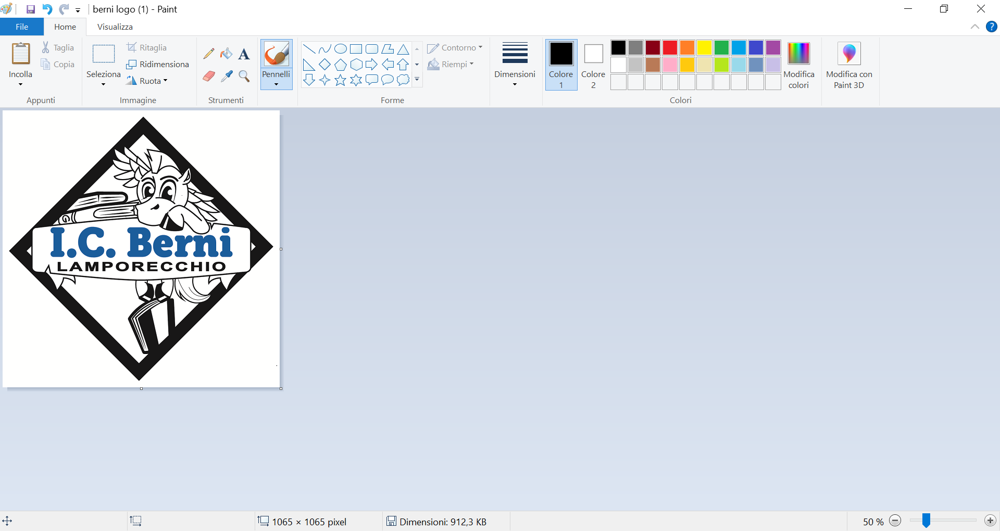 berni logo (1) - Paint
File Home Visualizza
Incolla
Taglia
Copia
Appunti
Seleziona
Ritaglia
Ridimensiona
Ruota
Immagine
A
Strumenti
Pennelli
Forme
Contorno
Riempi
Dimensioni
Colore
1
Colore
2
Modifica
colori
Colori
Modifica con
Paint 3D
?
I.C. Berni
LAMPORECCHIO
1065 × 1065 pixel
Dimensioni: 912,3 KB
50 %